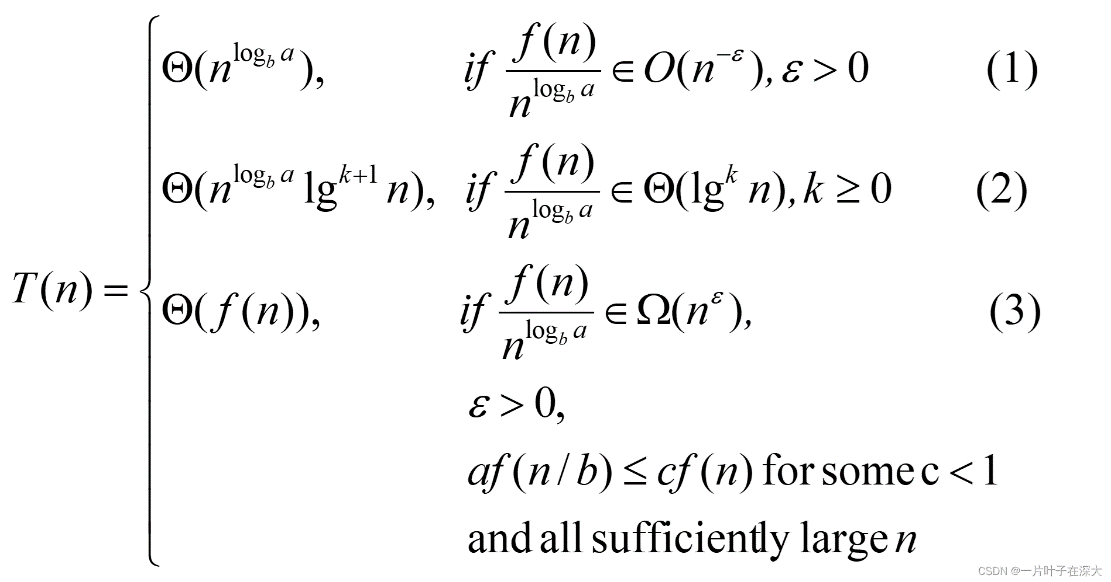 Θ(n^{log_b a}), if f(n)/n^{log_b a} ∈ O(n^{-ε}), ε > 0 (1)
Θ(n^{log_b a} lg^{k+1} n), if f(n)/n^{log_b a} ∈ Θ(lg^k n), k ≥ 0 (2)
T(n) =
Θ(f(n)), if f(n)/n^{log_b a} ∈ Ω(n^ε), (3)
ε > 0,
af(n/b) ≤ cf(n) for some c < 1
and all sufficiently large n
CSDN @一片叶子在深大